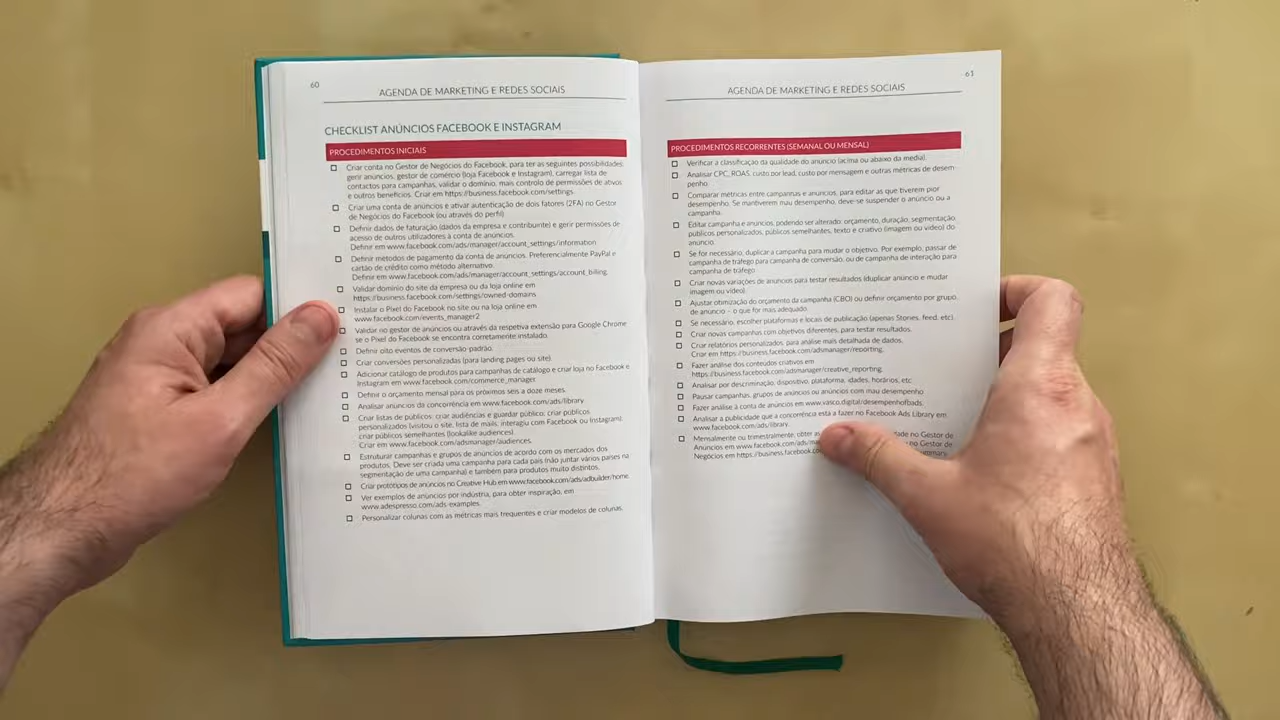 60
AGENDA DE MARKETING E REDES SOCIAIS
CHECKLIST ANÚNCIOS FACEBOOK E INSTAGRAM
PROCEDIMENTOS INICIAIS
Criar conta no Gestor de Negócios do Facebook, para ter as seguintes possibilidades:
gerir anúncios, gestor de comércio (loja Facebook e Instagram), carregar lista de
contactos para campanhas, validar o domínio, mais controlo de permissões de ativos
e outros benefícios. Criar em https://business.facebook.com/settings.
Criar uma conta de anúncios e ativar autenticação de dois fatores (2FA) no Gestor
de Negócios do Facebook (ou através do perfil)
Definir dados de faturação (dados da empresa e contribuinte) e gerir permissões de
acesso de outros utilizadores à conta de anúncios.
Definir em www.facebook.com/ads/manager/account_settings/information
Definir métodos de pagamento da conta de anúncios. Preferencialmente PayPal e
cartão de crédito como método alternativo.
Definir em www.facebook.com/ads/manager/account_settings/account_billing.
Validar domínio do site da empresa ou da loja online em
https://business.facebook.com/settings/owned-domains
Instalar o Pixel do Facebook no site ou na loja online em
www.facebook.com/events_manager2
Validar no gestor de anúncios ou através da respetiva extensão para Google Chrome
se o Pixel do Facebook se encontra corretamente instalado.
Definir oito eventos de conversão-padrão.
Criar conversões personalizadas (para landing pages ou site).
Adicionar catálogo de produtos para campanhas de catálogo e criar loja no Facebook e
Instagram em www.facebook.com/commerce_manager.
Definir o orçamento mensal para os próximos seis a doze meses.
Analisar anúncios da concorrência em www.facebook.com/ads/library
Criar listas de públicos: criar audiências e guardar público, criar públicos
personalizados (visitou o site, lista de mails, interagiu com Facebook ou Instagram),
criar públicos semelhantes (lookalike audiences).
Criar em www.facebook.com/adsmanager/audiences.
Estruturar campanhas e grupos de anúncios de acordo com os mercados dos
produtos. Deve ser criada uma campanha para cada país (não juntar vários países na
segmentação de uma campanha) e também para produtos muito distintos.
Criar protótipos de anúncios no Creative Hub em www.facebook.com/ads/adbuilder/home.
Ver exemplos de anúncios por indústria, para obter inspiração, em
www.adespresso.com/ads-examples.
Personalizar colunas com as métricas mais frequentes e criar modelos de colunas.
61
AGENDA DE MARKETING E REDES SOCIAIS
PROCEDIMENTOS RECORRENTES (SEMANAL OU MENSAL)
Verificar a classificação da qualidade do anúncio (acima ou abaixo da média).
Analisar CPC, ROAS, custo por lead, custo por mensagem e outras métricas de desem-
penho
Comparar métricas entre campanhas e anúncios, para editar as que tiverem pior
desempenho. Se mantiverem mau desempenho, deve-se suspender o anúncio ou a
campanha.
Editar campanha e anúncios, podendo ser alterado: orçamento, duração, segmentação,
públicos personalizados, públicos semelhantes, texto e criativo (imagem ou vídeo) do
anúncio.
Se for necessário, duplicar a campanha para mudar o objetivo. Por exemplo, passar de
campanha de tráfego para campanha de conversão, ou de campanha de interação para
campanha de tráfego
Criar novas variações de anúncios para testar resultados (duplicar anúncio e mudar
imagem ou vídeo)
Ajustar otimização do orçamento da campanha (CBO) ou definir orçamento por grupo,
de anúncio – o que for mais adequado.
Se necessário, escolher plataformas e locais de publicação (apenas Stories, feed, etc).
Criar novas campanhas com objetivos diferentes, para testar resultados.
Criar relatórios personalizados, para análise mais detalhada de dados.
Criar em https://business.facebook.com/adsmanager/reporting.
Fazer análise dos conteúdos criativos em
https://business.facebook.com/adsmanager/creative_reporting.
Analisar por descriminação, dispositivo, plataforma, idades, horários, etc
Pausar campanhas, grupos de anúncios ou anúncios com mau desempenho
Fazer análise à conta de anúncios em www.vasco.digital/desempenhofbads.
Analisar a publicidade que a concorrência está a fazer no Facebook Ads Library em
www.facebook.com/ads/library.
Mensalmente ou trimestralmente, obter as dade no Gestor de
Anúncios em www.facebook.com/ads/ma no Gestor de
Negócios em https://business.facebook.com